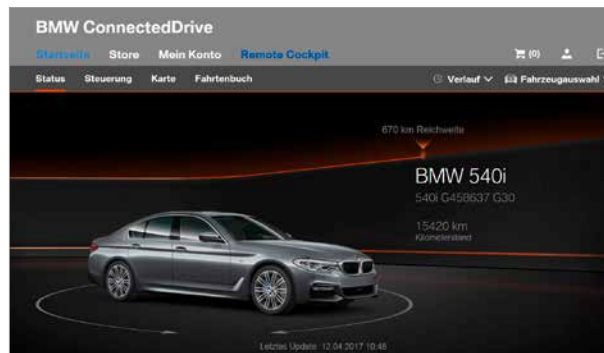 BMW ConnectedDrive
Startseite Store Mein Konto Remote Cockpit (0)
Status Steuerung Karte Fahrtenbuch Verlauf Fahrzeugauswahl
670 km Reichweite
BMW 540i
540i G458637 G30
15420 km
Kilometerstand
Letztes Update: 12.04.2017 10:48